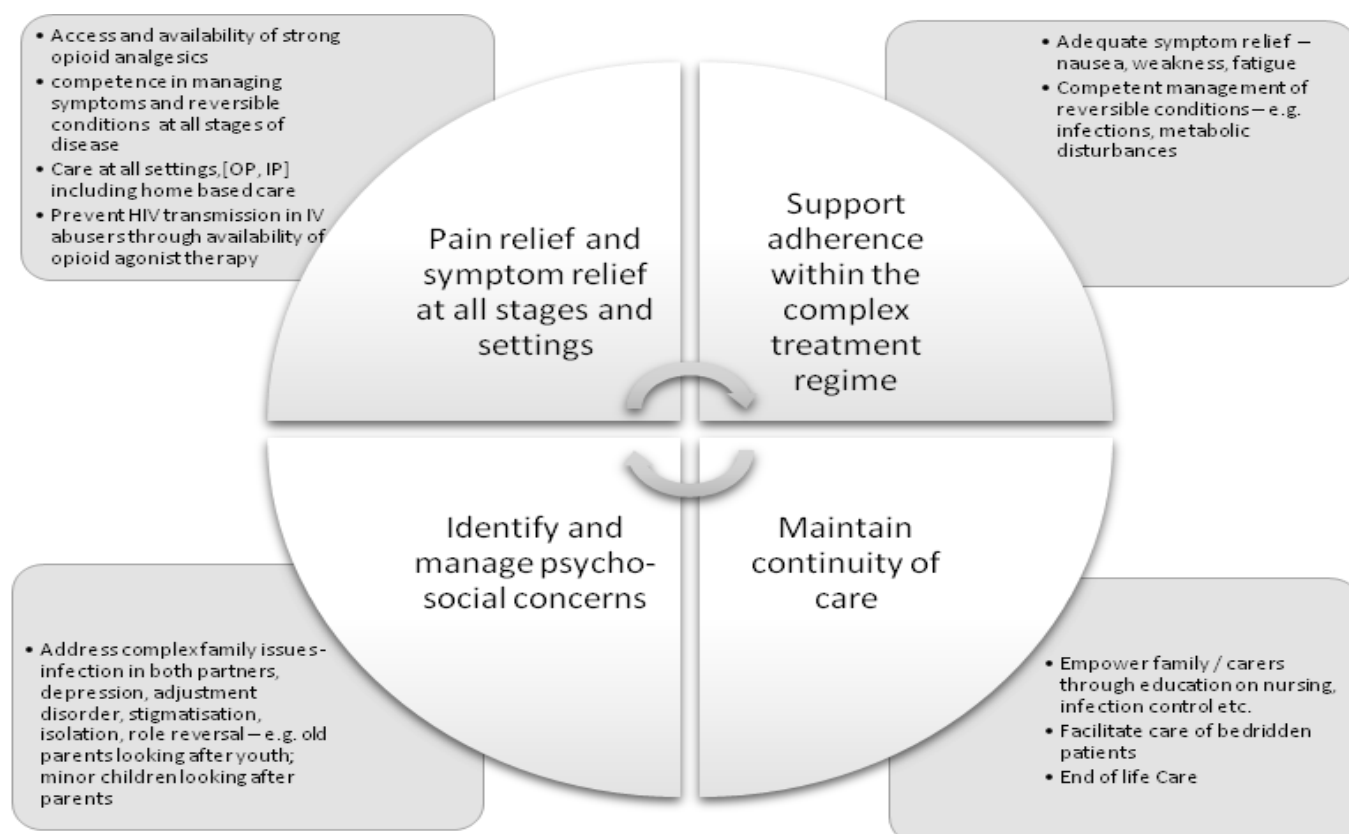 • Access and availability of strong
opioid analgesics
• competence in managing
symptoms and reversible
conditions at all stages of
disease
• Care at all settings,[OP, IP]
including home based care
• Prevent HIV transmission in IV
abusers through availability of
opioid agonist therapy
• Adequate symptom relief –
nausea, weakness, fatigue
• Competent management of
reversible conditions – e.g.
infections, metabolic
disturbances
Pain relief and
symptom relief
at all stages and
settings
Support
adherence
within the
complex
treatment
regime
Identify and
manage psycho-
social concerns
Maintain
continuity of
care
• Address complex family issues-
infection in both partners,
depression, adjustment
disorder, stigmatisation,
isolation, role reversal – e.g. old
parents looking after youth;
minor children looking after
parents
• Empower family / carers
through education on nursing,
infection control etc.
• Facilitate care of bedridden
patients
• End of life Care